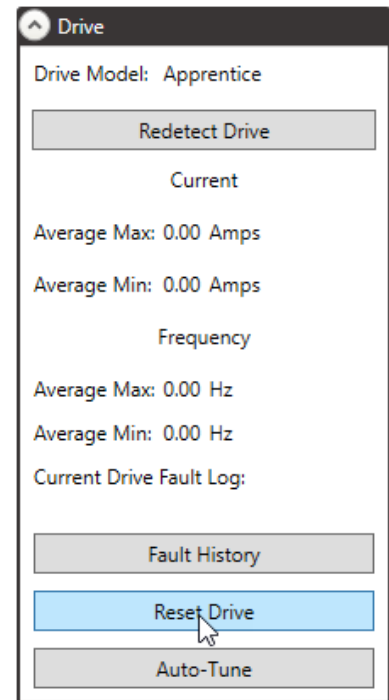 Drive
Drive Model: Apprentice
Redetect Drive
Current
Average Max: 0.00 Amps
Average Min: 0.00 Amps
Frequency
Average Max: 0.00 Hz
Average Min: 0.00 Hz
Current Drive Fault Log:
Fault History
Reset Drive
Auto-Tune